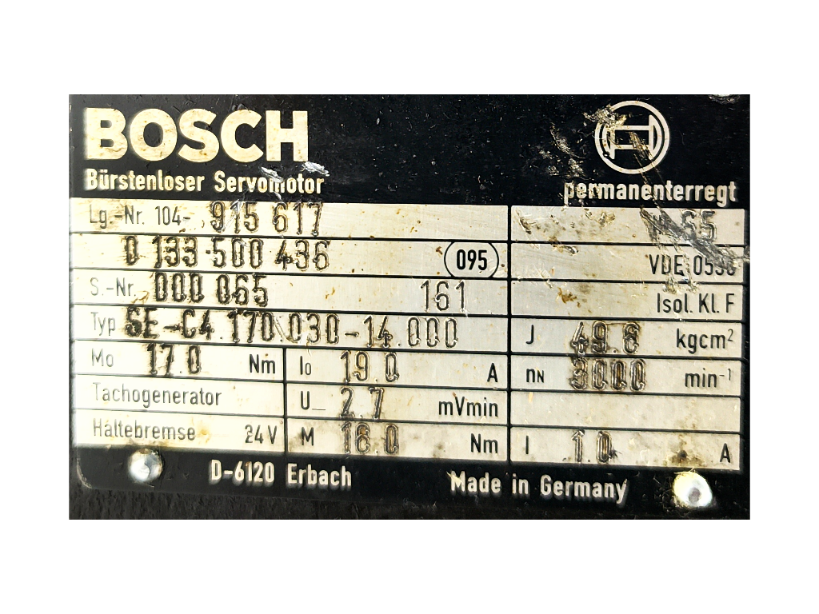 BOSCH
Bürstenloser Servomotor
permanenterregt
Lg.-Nr. 104- 915 617
0 133 500 436 095 VDE 0530
S.-Nr. 000 065 161 Isol. Kl. F
Typ SE-C4.170.030-14.000 J 49.6 kgcm²
Mo 17.0 Nm I₀ 19.0 A nN 3000 min⁻¹
Tachogenerator U_ 2.7 mVmin
Haltebremse 24V M 16.0 Nm I 1.0 A
D-6120 Erbach Made in Germany